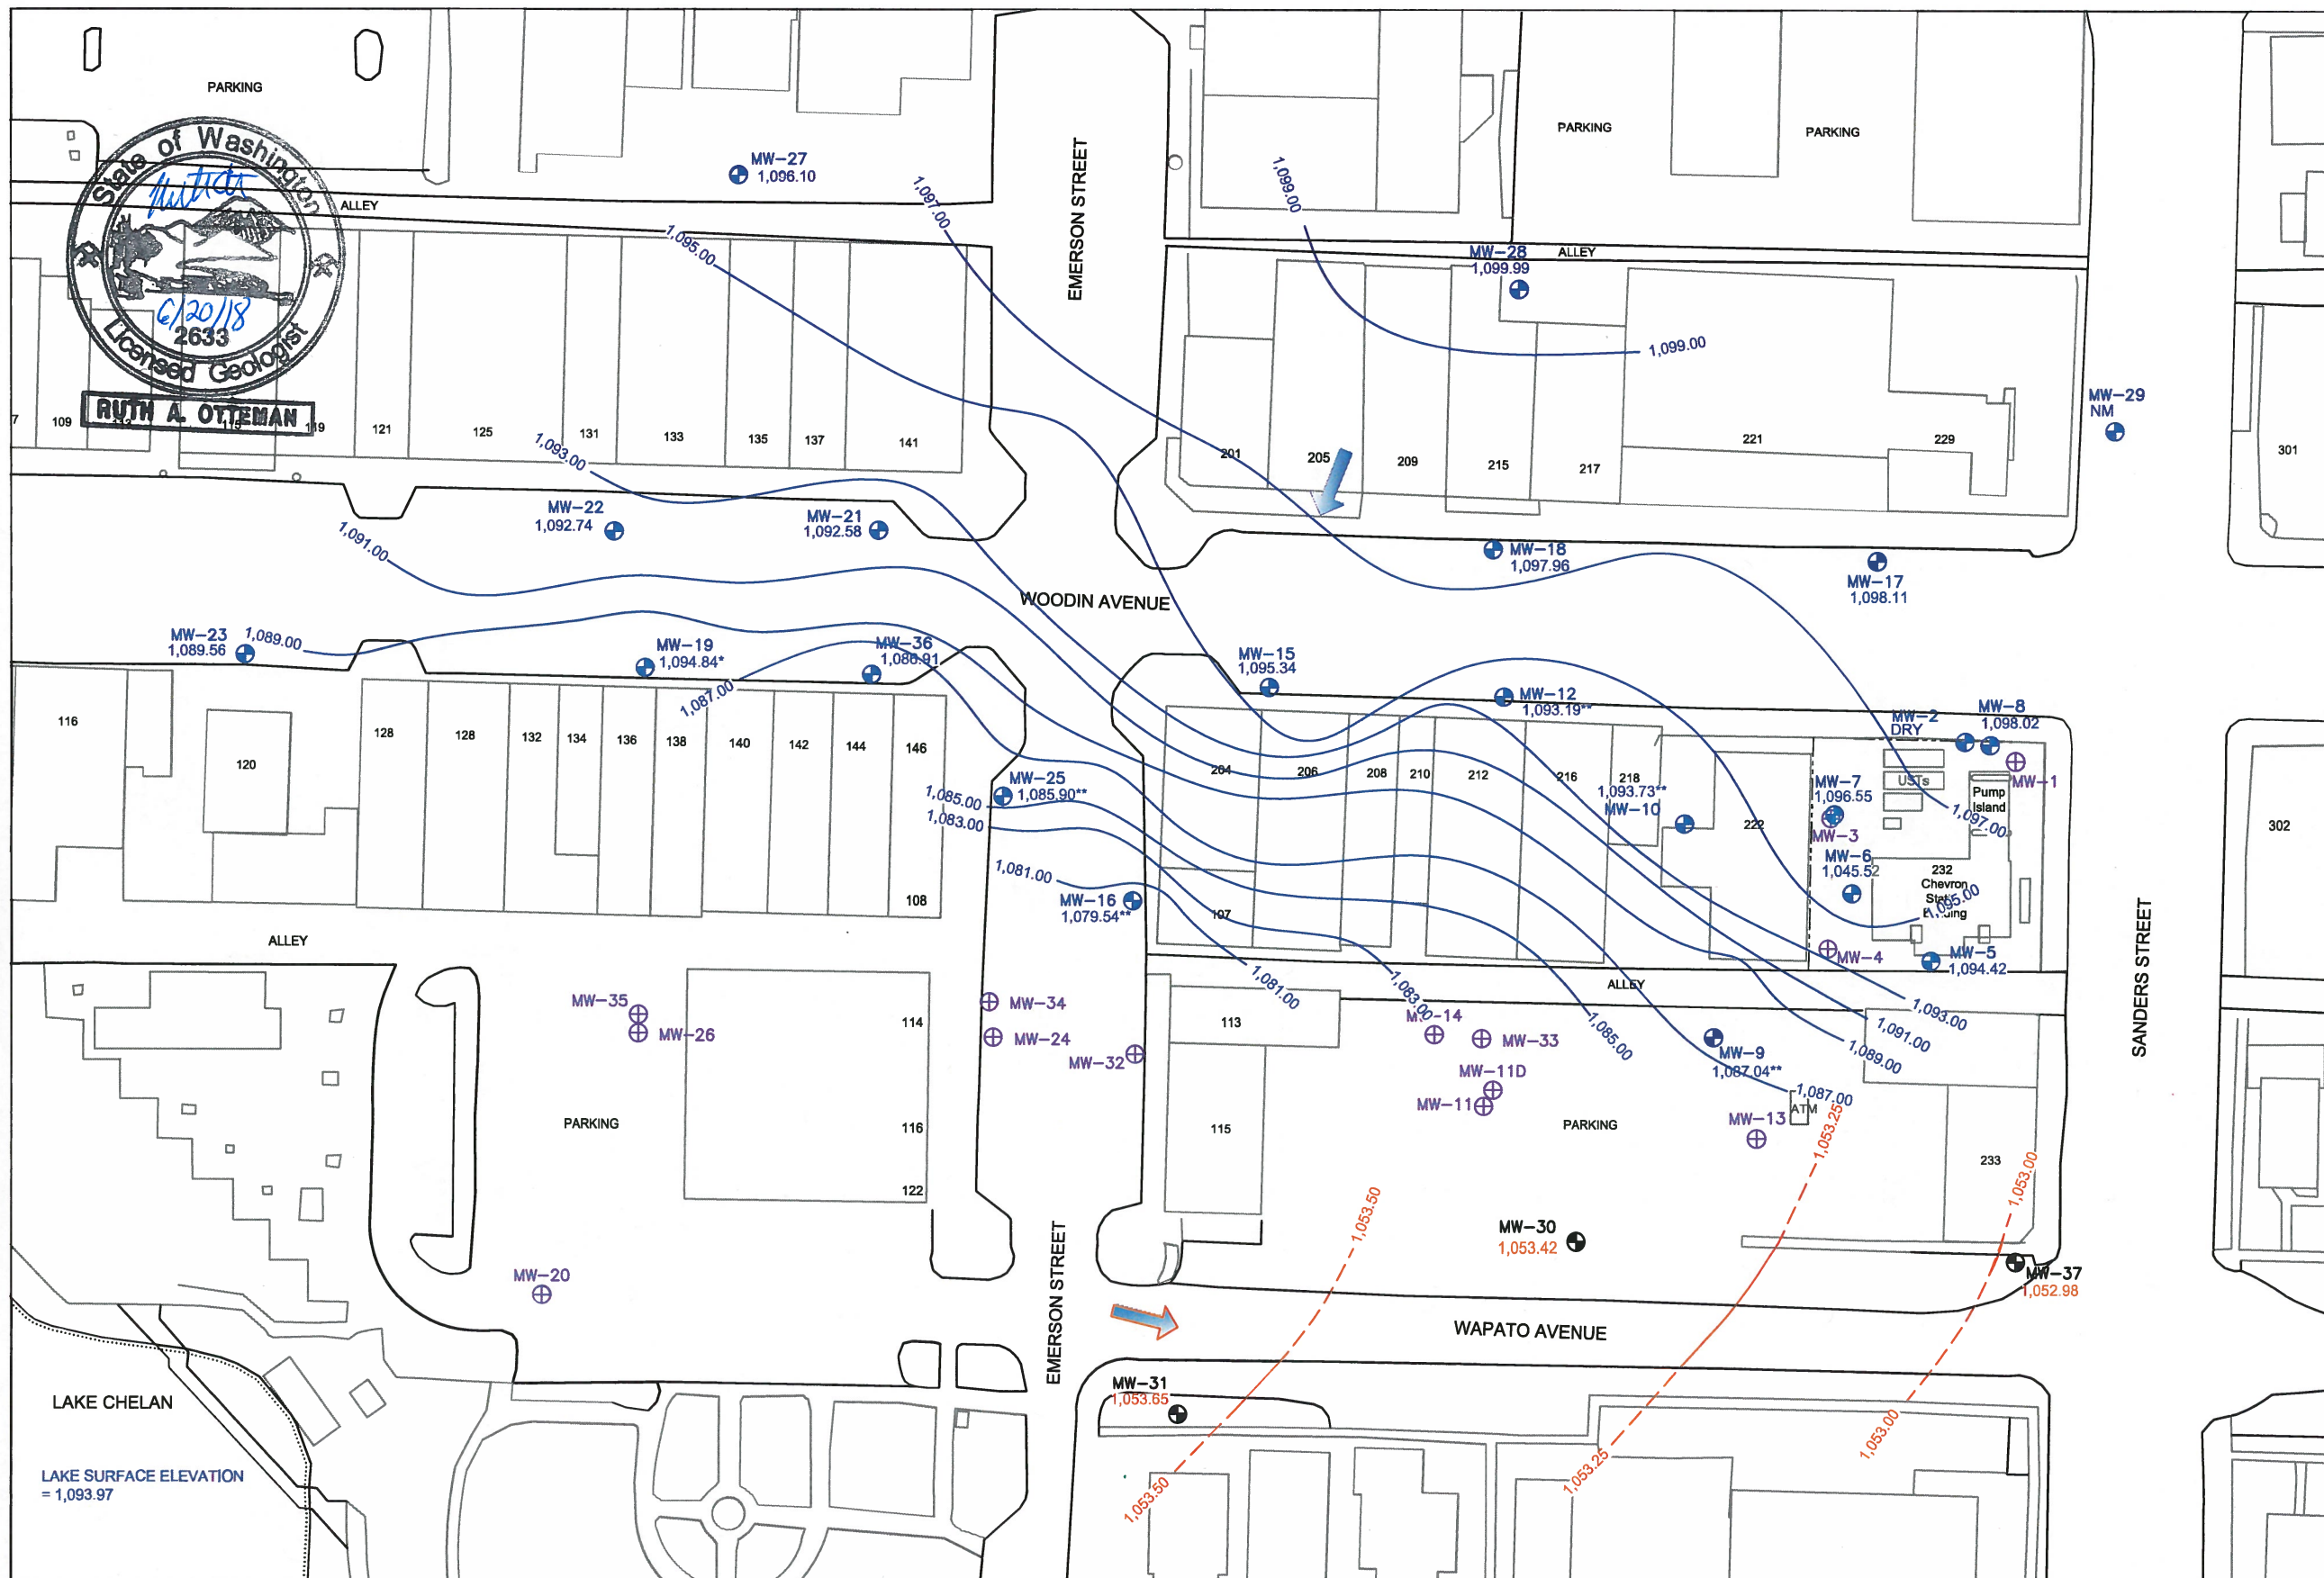 PARKING
State of Washington
6/20/18
2633
Licensed Geologist
RUTH A. OTTEMAN
ALLEY
MW-27
1,096.10
EMERSON STREET
PARKING
PARKING
1,099.00
1,097.00
1,095.00
MW-28
1,099.99
ALLEY
1,099.00
MW-29
NM
7
109
113
115
119
121
125
131
133
135
137
141
201
205
209
215
217
221
229
301
1,093.00
MW-22
1,092.74
MW-21
1,092.58
1,091.00
WOODIN AVENUE
MW-18
1,097.96
MW-17
1,098.11
MW-23
1,089.56
1,089.00
MW-19
1,094.84*
MW-36
1,086.91
1,087.00
MW-15
1,095.34
MW-12
1,093.19**
MW-2
DRY
MW-8
1,098.02
MW-1
116
120
128
128
132
134
136
138
140
142
144
146
108
MW-25
1,085.90**
1,085.00
1,083.00
1,081.00
MW-16
1,079.54**
204
206
208
210
212
216
218
1,093.73**
MW-10
222
107
MW-7
1,096.55
MW-3
MW-6
1,045.52
USTs
Pump
Island
1,097.00
232
Chevron
1,095.00
MW-4
MW-5
1,094.42
302
SANDERS STREET
ALLEY
ALLEY
1,081.00
1,083.00
1,085.00
1,093.00
1,091.00
1,089.00
1,087.00
MW-35
MW-26
MW-34
MW-24
MW-32
113
114
116
122
115
MW-33
MW-11D
MW-11
MW-9
1,087.04**
MW-13
ATM
PARKING
PARKING
233
1,053.25
1,053.00
1,053.50
MW-30
1,053.42
MW-37
1,052.98
MW-20
EMERSON STREET
WAPATO AVENUE
MW-31
1,053.65
1,053.50
1,053.25
1,053.00
LAKE CHELAN
LAKE SURFACE ELEVATION
= 1,093.97